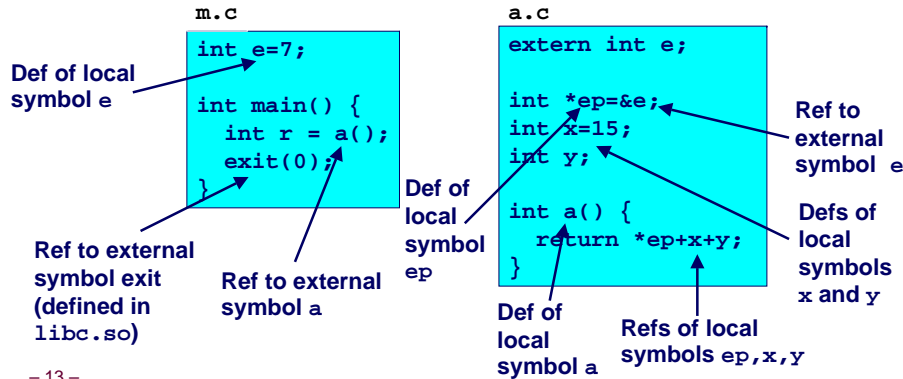 m.c
int e=7;
int main() {
int r = a();
exit(0);
}
Def of local
symbol e
Ref to external
symbol exit
(defined in
libc.so)
Ref to external
symbol a
a.c
extern int e;
int *ep=&e;
int x=15;
int y;
int a() {
return *ep+x+y;
}
Def of
local
symbol
ep
Ref to
external
symbol e
Defs of
local
symbols
x and y
Def of
local
symbol a
Refs of local
symbols ep,x,y
– 13 –